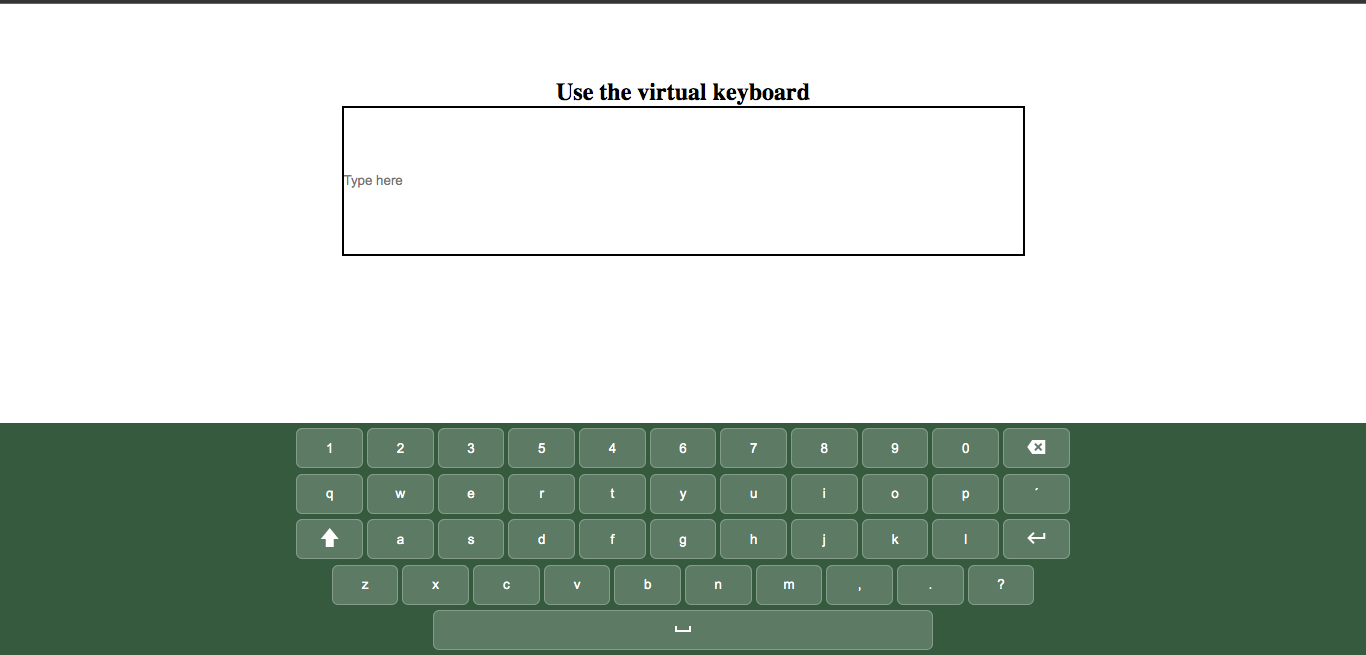 Use the virtual keyboard
Type here
1 2 3 5 4 6 7 8 9 0
q w e r t y u i o p ´
a s d f g h j k l
z x c v b n m , . ?